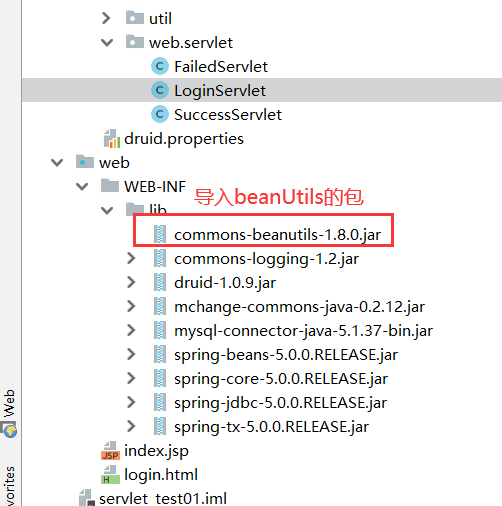 util
web.servlet
FailedServlet
LoginServlet
SuccessServlet
druid.properties
web
WEB-INF
导入beanUtils的包
lib
commons-beanutils-1.8.0.jar
commons-logging-1.2.jar
druid-1.0.9.jar
mchange-commons-java-0.2.12.jar
mysql-connector-java-5.1.37-bin.jar
spring-beans-5.0.0.RELEASE.jar
spring-core-5.0.0.RELEASE.jar
spring-jdbc-5.0.0.RELEASE.jar
spring-tx-5.0.0.RELEASE.jar
index.jsp
login.html
servlet_test01.iml
Web
vorites